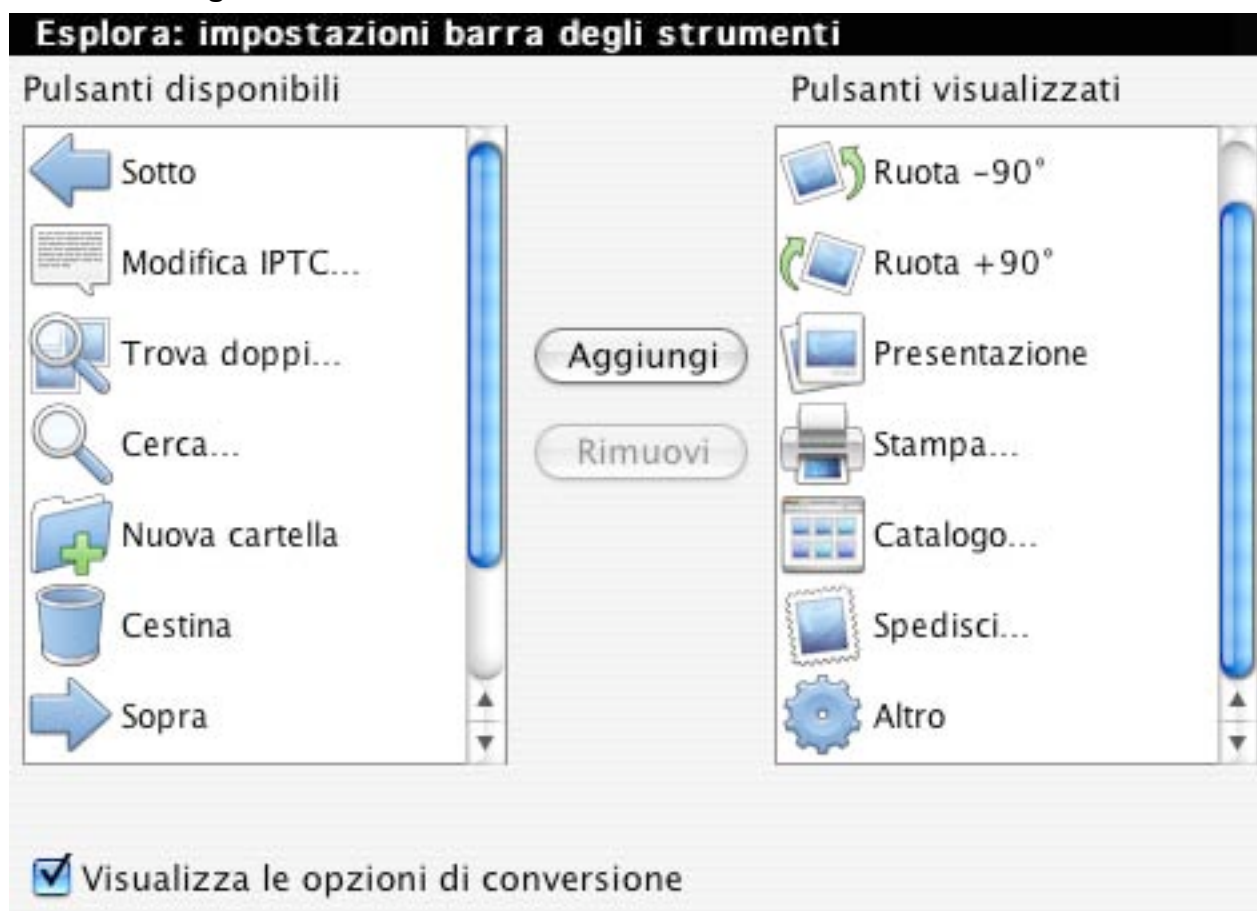 Esplora: impostazioni barra degli strumenti
Pulsanti disponibili
Sotto
Modifica IPTC...
Trova doppi...
Cerca...
Nuova cartella
Cestina
Sopra
Aggiungi
Rimuovi
Pulsanti visualizzati
Ruota -90°
Ruota +90°
Presentazione
Stampa...
Catalogo...
Spedisci...
Altro
Visualizza le opzioni di conversione